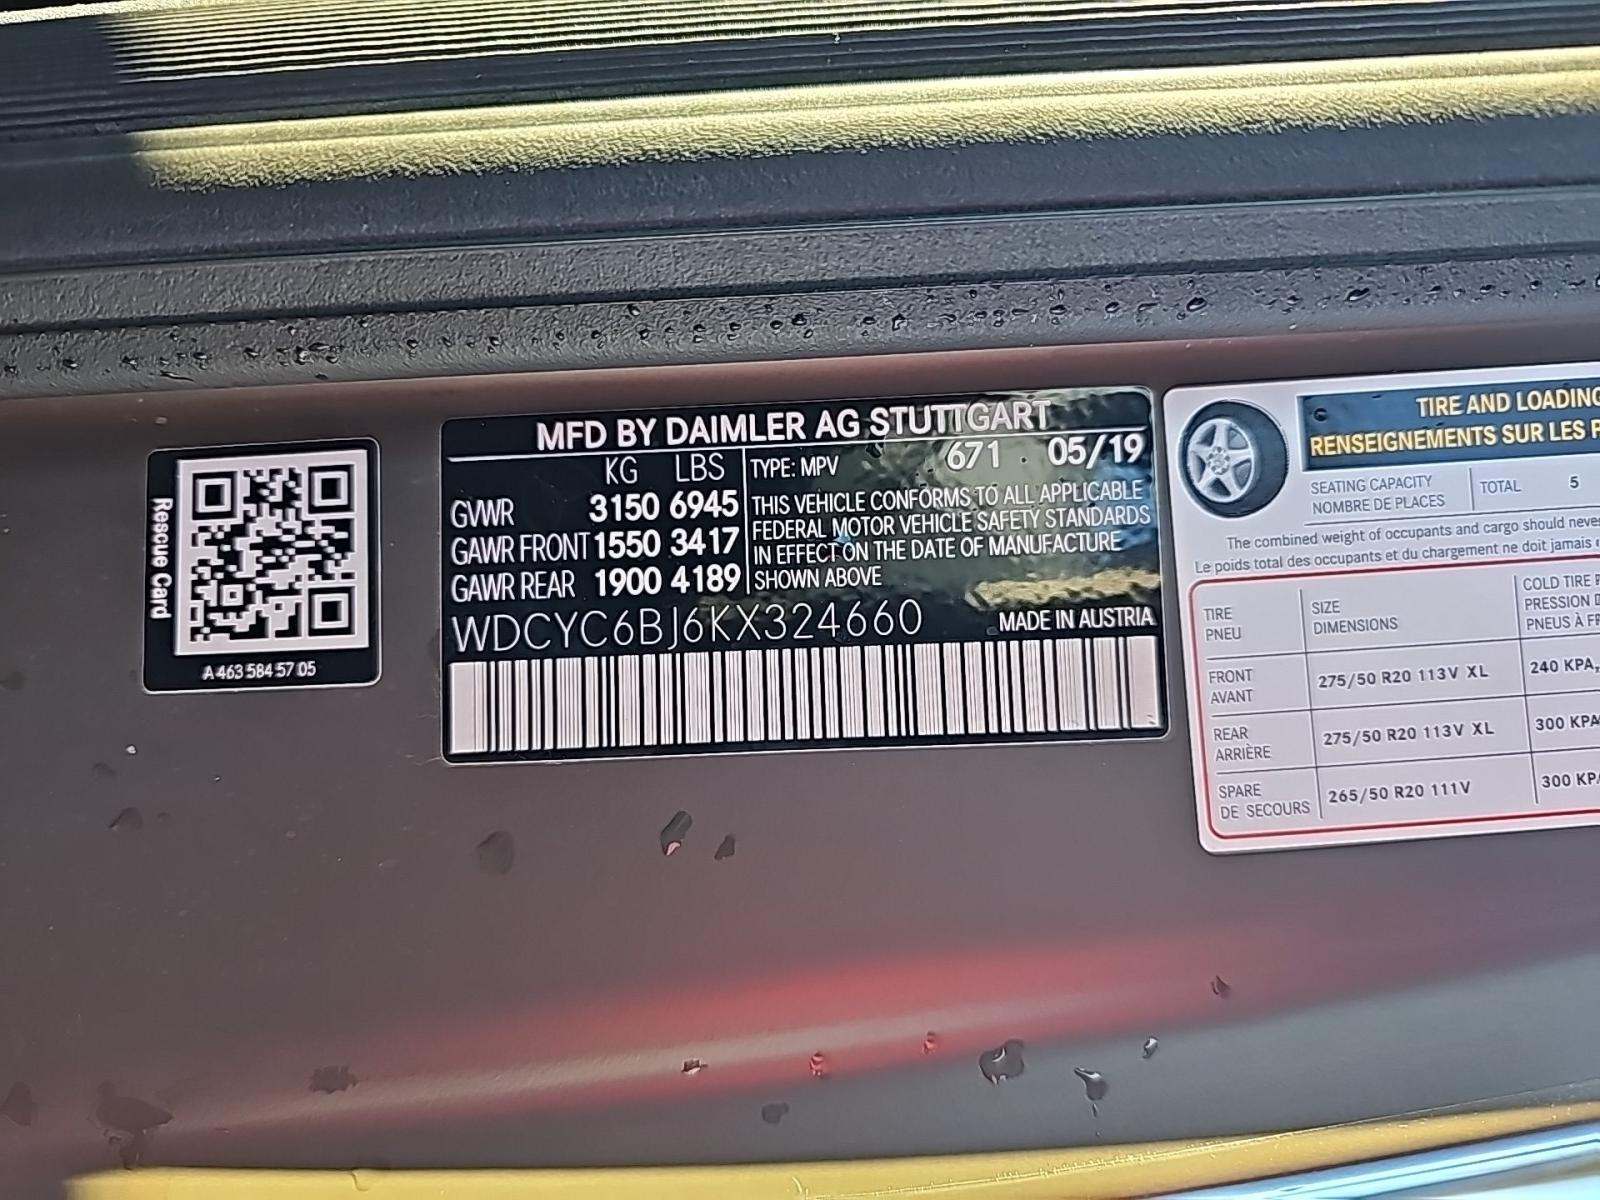 Rescue Card
A 463 584 57 05
MFD BY DAIMLER AG STUTTGART
KG LBS TYPE: MPV 671 05/19
GVWR 3150 6945
GAWR FRONT 1550 3417
GAWR REAR 1900 4189
THIS VEHICLE CONFORMS TO ALL APPLICABLE
FEDERAL MOTOR VEHICLE SAFETY STANDARDS
IN EFFECT ON THE DATE OF MANUFACTURE
SHOWN ABOVE
WDCYC6BJ6KX324660 MADE IN AUSTRIA
TIRE AND LOADING
RENSEIGNEMENTS SUR LES P
SEATING CAPACITY
NOMBRE DE PLACES
TOTAL 5
The combined weight of occupants and cargo should never
Le poids total des occupants et du chargement ne doit jamais
TIRE
PNEU
SIZE
DIMENSIONS
COLD TIRE P
PRESSION D
PNEUS À FR
FRONT
AVANT
275/50 R20 113V XL
240 KPA,
REAR
ARRIÈRE
275/50 R20 113V XL
300 KPA
SPARE
DE SECOURS
265/50 R20 111V
300 KPA